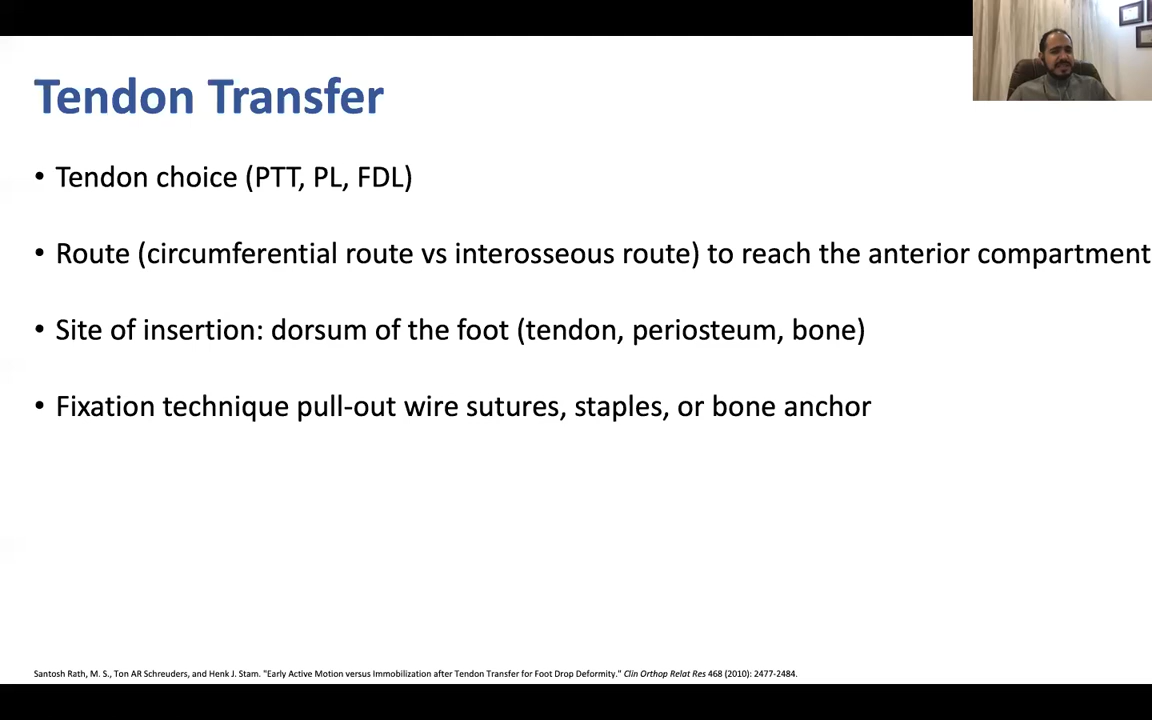 Tendon Transfer
• Tendon choice (PTT, PL, FDL)
• Route (circumferential route vs interosseous route) to reach the anterior compartment
• Site of insertion: dorsum of the foot (tendon, periosteum, bone)
• Fixation technique pull-out wire sutures, staples, or bone anchor
Santosh Rath, M. S., Ton AR Schreuders, and Henk J. Stam. "Early Active Motion versus Immobilization after Tendon Transfer for Foot Drop Deformity." Clin Orthop Relat Res 468 (2010): 2477-2484.